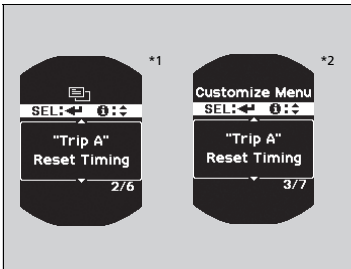 *1
SEL:↵ i:⬍
"Trip A"
Reset Timing
2/6
*2
Customize Menu
SEL:↵ i:⬍
"Trip A"
Reset Timing
3/7